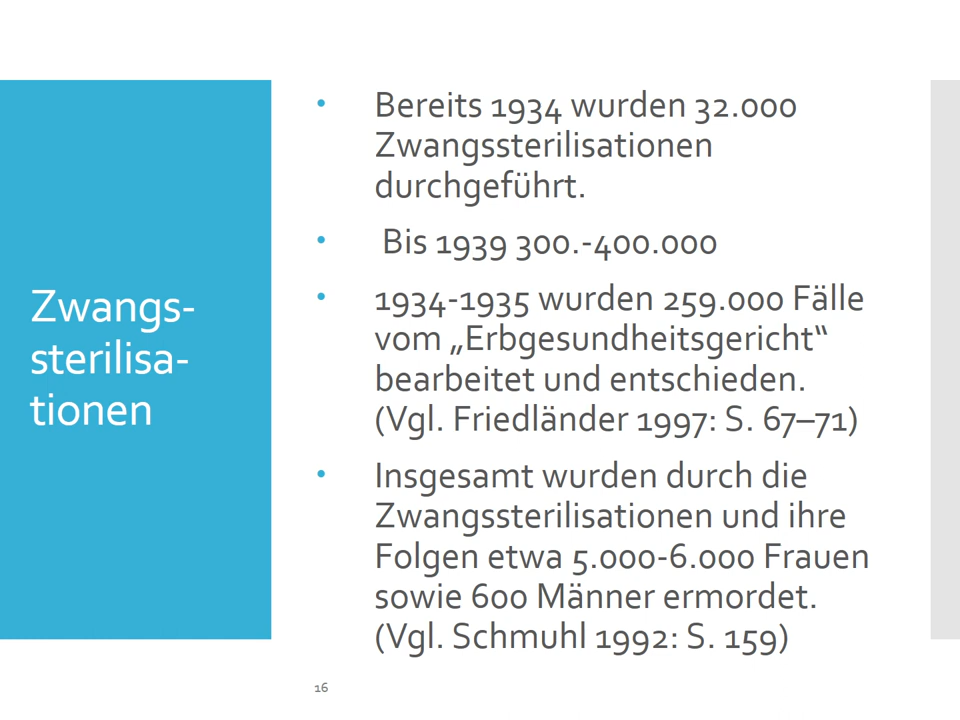 Zwangs-
sterilisa-
tionen
• Bereits 1934 wurden 32.000
Zwangssterilisationen
durchgeführt.
• Bis 1939 300.-400.000
• 1934-1935 wurden 259.000 Fälle
vom „Erbgesundheitsgericht“
bearbeitet und entschieden.
(Vgl. Friedländer 1997: S. 67–71)
• Insgesamt wurden durch die
Zwangssterilisationen und ihre
Folgen etwa 5.000-6.000 Frauen
sowie 600 Männer ermordet.
(Vgl. Schmuhl 1992: S. 159)
16